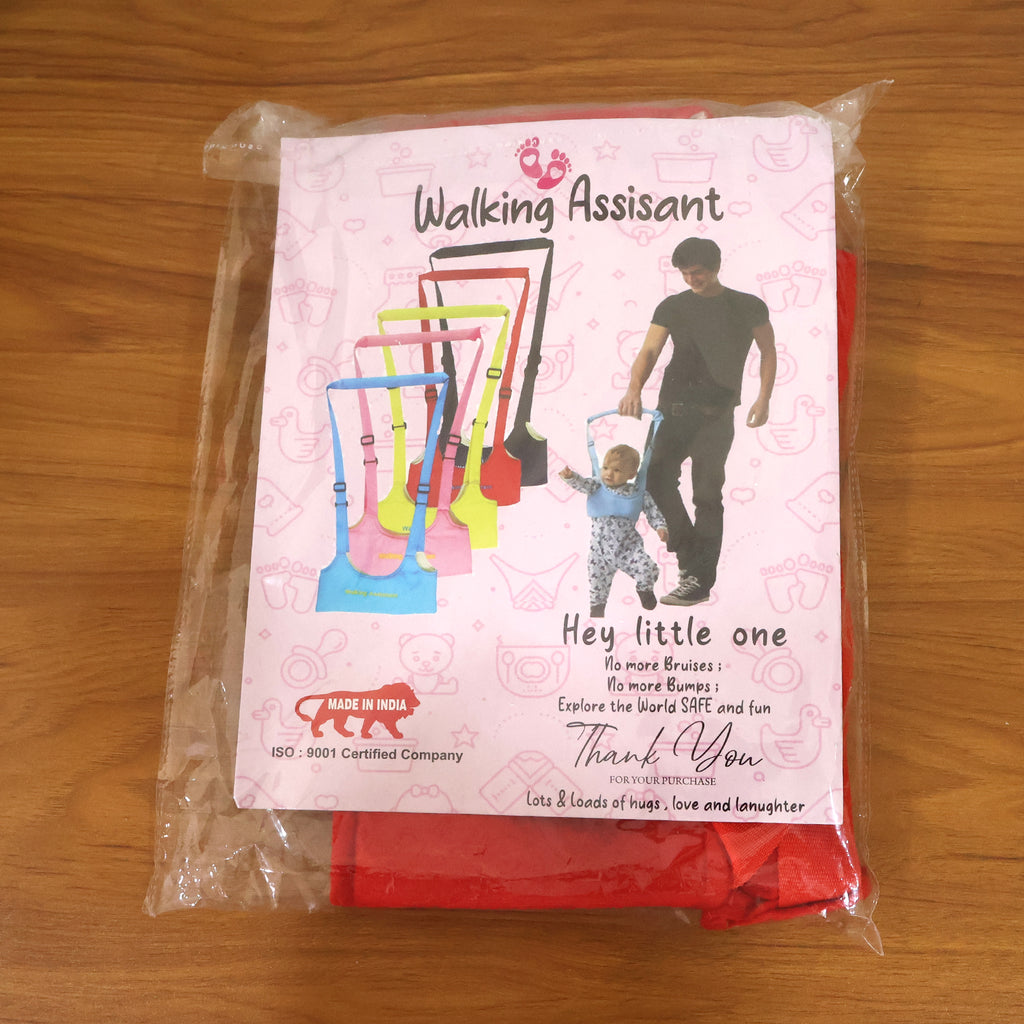 Walking Assisant
Hey little one
No more Bruises ;
No more Bumps ;
Explore the World SAFE and fun
MADE IN INDIA
ISO : 9001 Certified Company
Thank You
FOR YOUR PURCHASE
Lots & Loads of hugs , love and lanughter